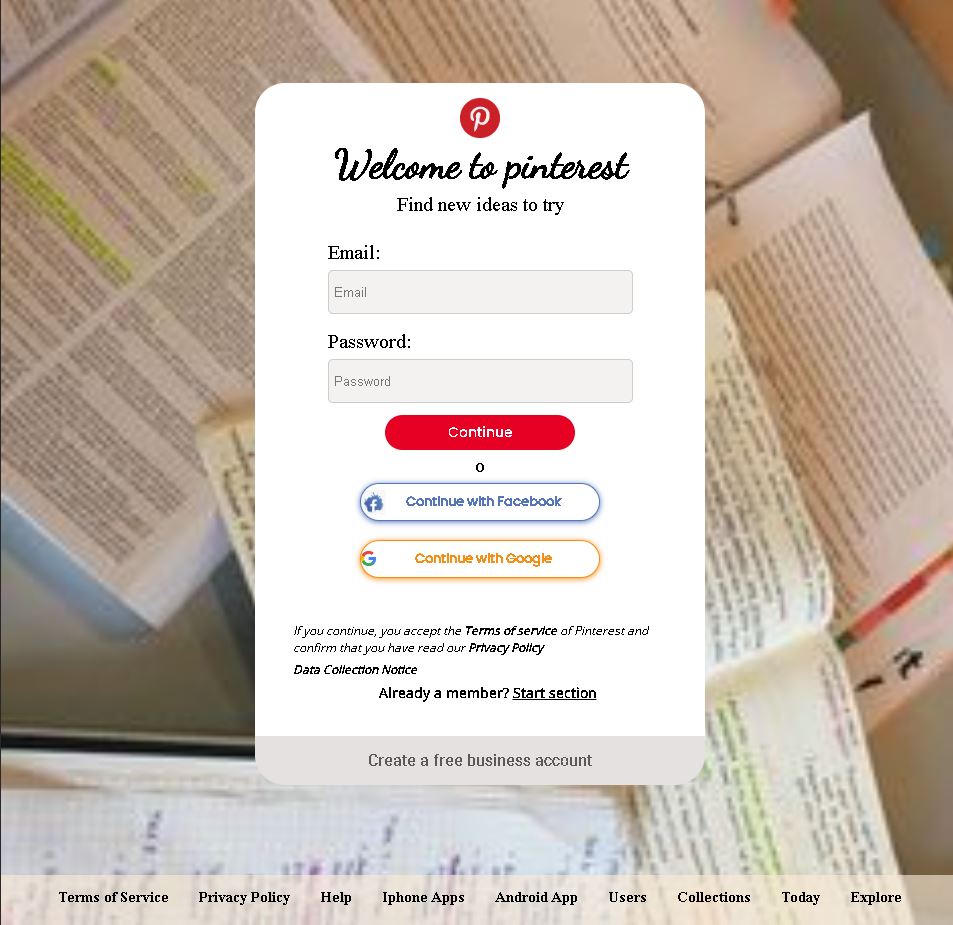 Welcome to pinterest
Find new ideas to try
Email:
Email
Password:
Password
Continue
o
Continue with Facebook
Continue with Google
If you continue, you accept the Terms of service of Pinterest and
confirm that you have read our Privacy Policy
Data Collection Notice
Already a member? Start section
Create a free business account
Terms of Service Privacy Policy Help Iphone Apps Android App Users Collections Today Explore